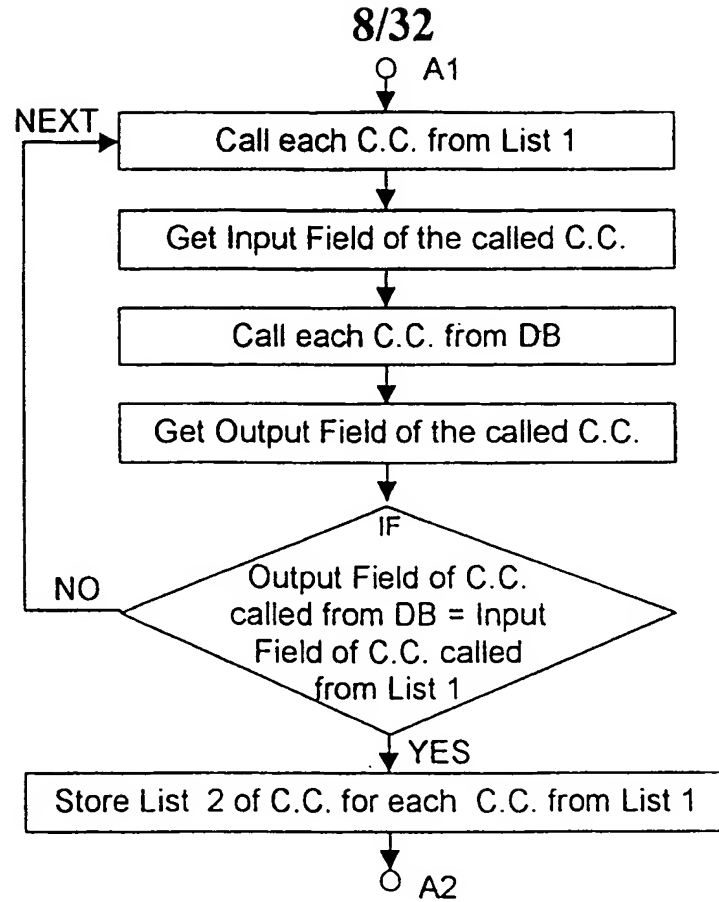 8/32
A1
NEXT
Call each C.C. from List 1
Get Input Field of the called C.C.
Call each C.C. from DB
Get Output Field of the called C.C.
IF
Output Field of C.C.
called from DB = Input
Field of C.C. called
from List 1
NO
YES
Store List 2 of C.C. for each C.C. from List 1
A2